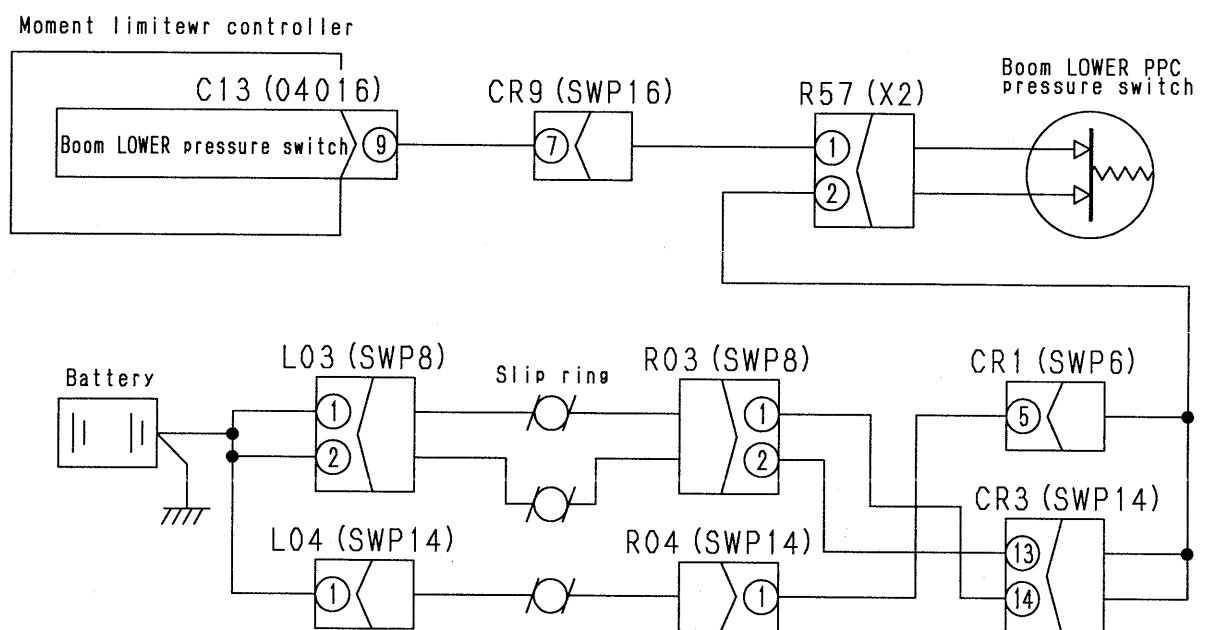 Moment limitewr controller
C13 (04016)
CR9 (SWP16)
R57 (X2)
Boom LOWER PPC
pressure switch
Boom LOWER pressure switch
9
7
1
2
L03 (SWP8)
Slip ring
R03 (SWP8)
CR1 (SWP6)
Battery
1
2
1
2
5
L04 (SWP14)
R04 (SWP14)
CR3 (SWP14)
1
1
13
14